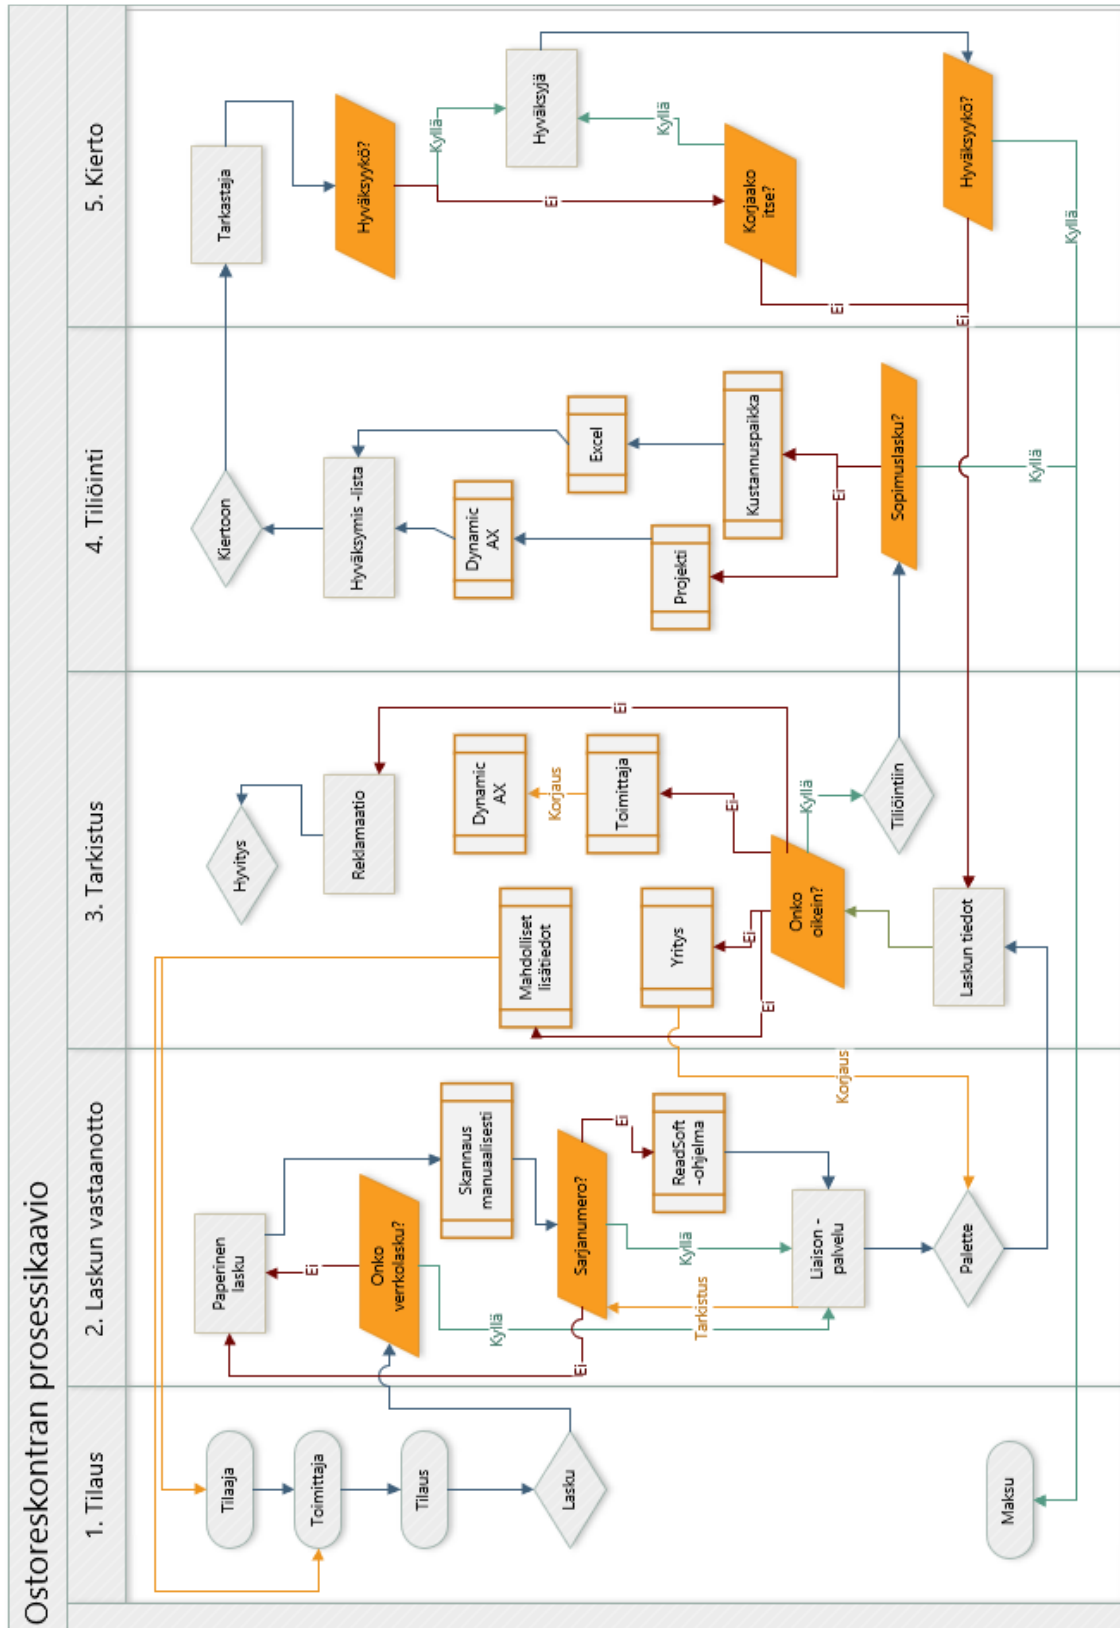 Ostoreskontran prosessikaavio
1. Tilaus
2. Laskun vastaanotto
3. Tarkistus
4. Tiliöinti
5. Kierto
Tilaaja
Toimittaja
Tilaus
Lasku
Maksu
Paperinen
lasku
Ei
Onko
verrkolasku?
Kyllä
Skannaus
manuaalisesti
Sarjanumero?
Ei
Ei
Kyllä
Tarkistus
ReadSoft
-ohjelma
Liaison -
palvelu
Palette
Korjaus
Hyvitys
Reklamaatio
Ei
Mahdolliset
lisätiedot
Dynamic
AX
Korjaus
Toimittaja
Yritys
Ei
Ei
Ei
Onko
oikein?
Kyllä
Tiliöintiin
Laskun tiedot
Kiertoon
Hyväksymis -lista
Dynamic
AX
Excel
Projekti
Kustannuspaikka
Ei
Sopimuslasku?
Kyllä
Tarkastaja
Hyväksyykö?
Kyllä
Ei
Hyväksyjä
Kyllä
Korjaako
itse?
Ei
Hyväksyykö?
Ei
Kyllä